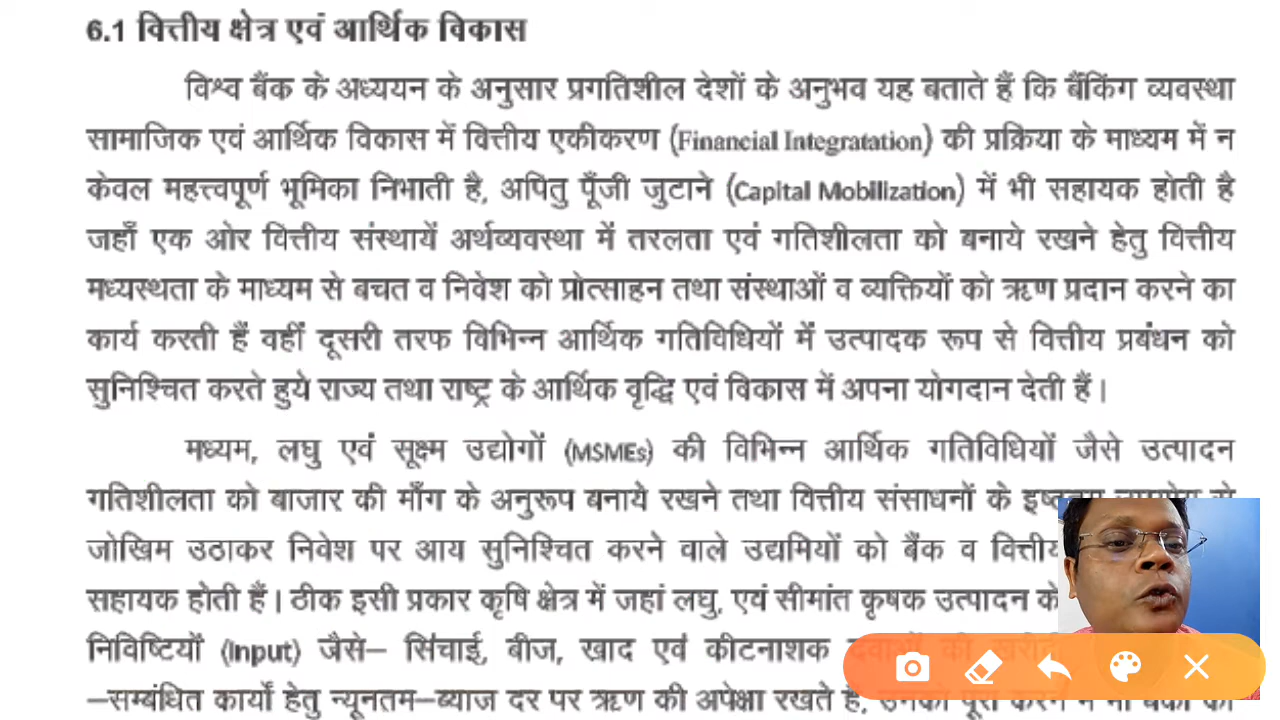 6.1 वित्तीय क्षेत्र एवं आर्थिक विकास
विश्व बैंक के अध्ययन के अनुसार प्रगतिशील देशों के अनुभव यह बताते हैं कि बैंकिंग व्यवस्था
सामाजिक एवं आर्थिक विकास में वित्तीय एकीकरण (Financial Integratation) की प्रक्रिया के माध्यम में न
केवल महत्त्वपूर्ण भूमिका निभाती है, अपितु पूँजी जुटाने (Capital Mobilization) में भी सहायक होती है
जहाँ एक ओर वित्तीय संस्थायें अर्थव्यवस्था में तरलता एवं गतिशीलता को बनाये रखने हेतु वित्तीय
मध्यस्थता के माध्यम से बचत व निवेश को प्रोत्साहन तथा संस्थाओं व व्यक्तियों को ऋण प्रदान करने का
कार्य करती हैं वहीं दूसरी तरफ विभिन्न आर्थिक गतिविधियों में उत्पादक रूप से वित्तीय प्रबंधन को
सुनिश्चित करते हुये राज्य तथा राष्ट्र के आर्थिक वृद्धि एवं विकास में अपना योगदान देती हैं।
मध्यम, लघु एवं सूक्ष्म उद्योगों (MSMEs) की विभिन्न आर्थिक गतिविधियों जैसे उत्पादन
गतिशीलता को बाजार की माँग के अनुरूप बनाये रखने तथा वित्तीय संसाधनों के
जोखिम उठाकर निवेश पर आय सुनिश्चित करने वाले उद्यमियों को बैंक व वित्तीय
सहायक होती हैं। ठीक इसी प्रकार कृषि क्षेत्र में जहां लघु, एवं सीमांत कृषक उत्पादन के
निविष्टियों (Input) जैसे– सिंचाई, बीज, खाद एवं कीटनाशक दवाओं की
–सम्बंधित कार्यों हेतु न्यूनतम–ब्याज दर पर ऋण की अपेक्षा रखते हैं,